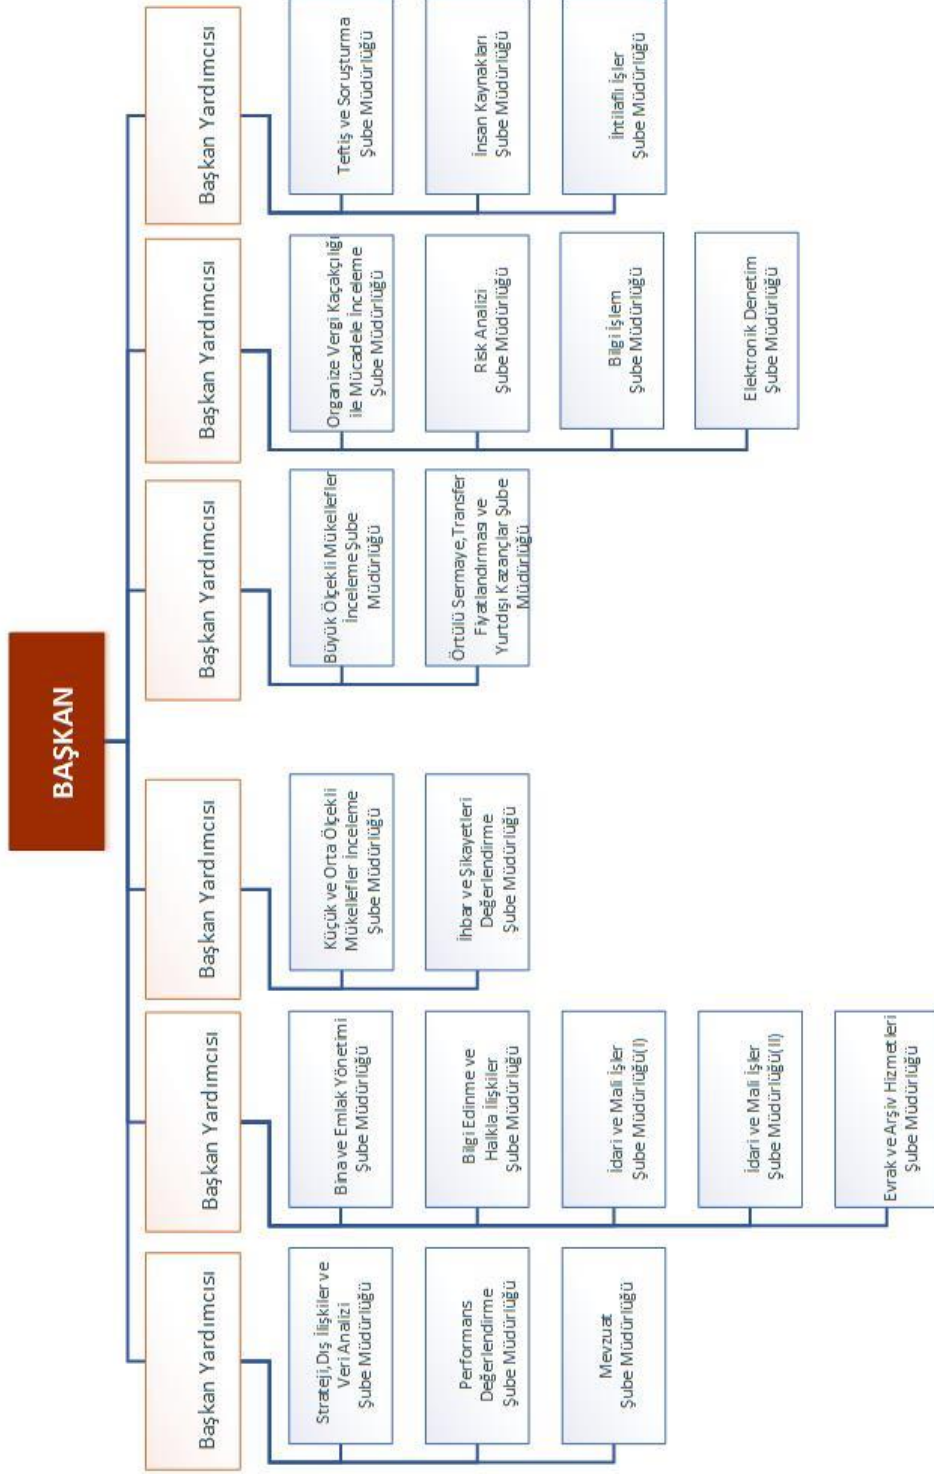 BAŞKAN
Başkan Yardımcısı
Strateji,Dış İlişkiler ve
Veri Analizi
Şube Müdürlüğü
Performans
Değerlendirme
Şube Müdürlüğü
Mevzuat
Şube Müdürlüğü
Başkan Yardımcısı
Bina ve Emlak Yönetimi
Şube Müdürlüğü
Bilgi Edinme ve
Halkla İlişkiler
Şube Müdürlüğü
İdari ve Mali İşler
Şube Müdürlüğü(I)
İdari ve Mali İşler
Şube Müdürlüğü(II)
Evrak ve Arşiv Hizmetleri
Şube Müdürlüğü
Başkan Yardımcısı
Küçük ve Orta Ölçekli
Mükellefler İnceleme
Şube Müdürlüğü
İhbar ve Şikayetleri
Değerlendirme
Şube Müdürlüğü
Başkan Yardımcısı
Büyük Ölçekli Mükellefler
İnceleme Şube
Müdürlüğü
Örtülü Sermaye,Transfer
Fiyatlandırması ve
Yurtdışı Kazançlar Şube
Müdürlüğü
Başkan Yardımcısı
Organize Vergi Kaçakçılığı
ile Mücadele İnceleme
Şube Müdürlüğü
Risk Analizi
Şube Müdürlüğü
Bilgi İşlem
Şube Müdürlüğü
Elektronik Denetim
Şube Müdürlüğü
Başkan Yardımcısı
Teftiş ve Soruşturma
Şube Müdürlüğü
İnsan Kaynakları
Şube Müdürlüğü
İhtilaflı İşler
Şube Müdürlüğü